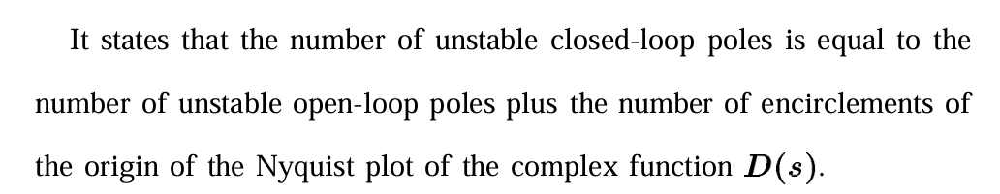 It states that the number of unstable closed-loop poles is equal to the
number of unstable open-loop poles plus the number of encirclements of
the origin of the Nyquist plot of the complex function D(s).